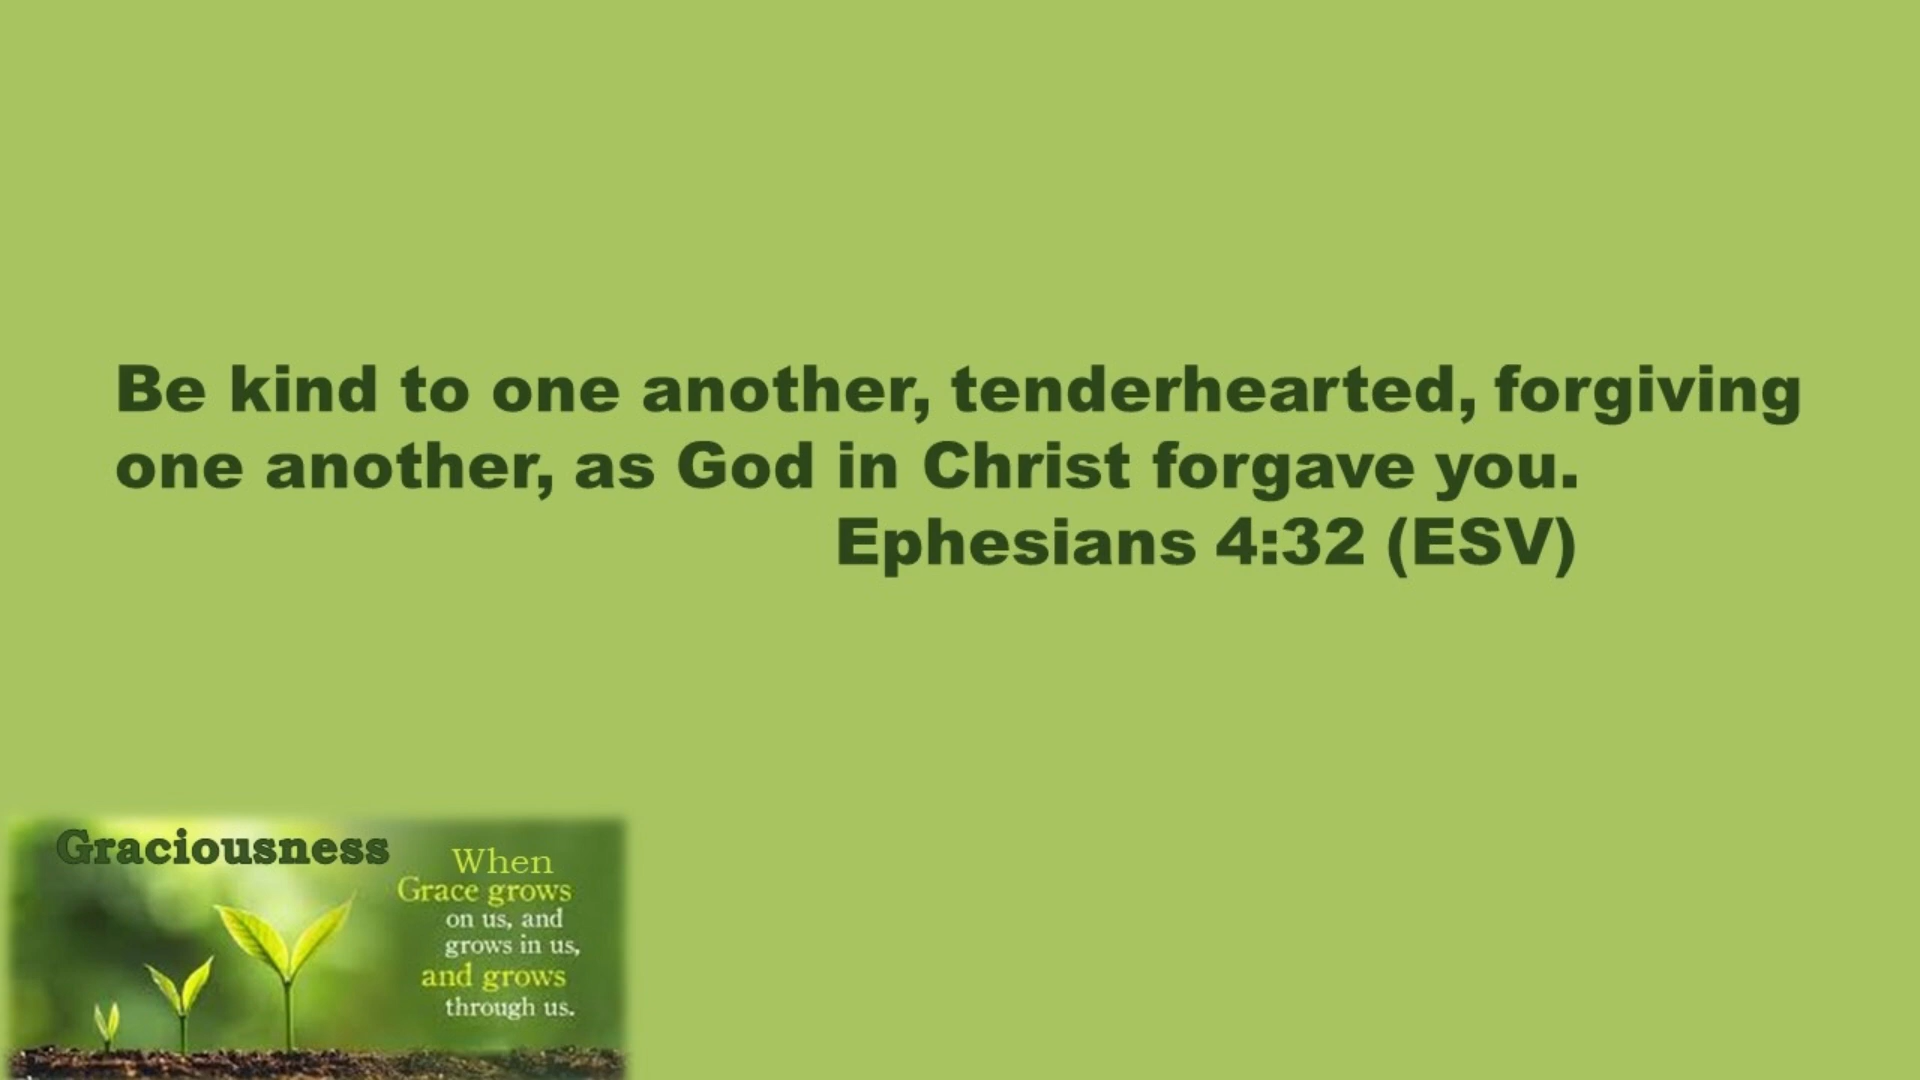 Be kind to one another, tenderhearted, forgiving
one another, as God in Christ forgave you.
Ephesians 4:32 (ESV)
Graciousness
When
Grace grows
on us, and
grows in us,
and grows
through us.